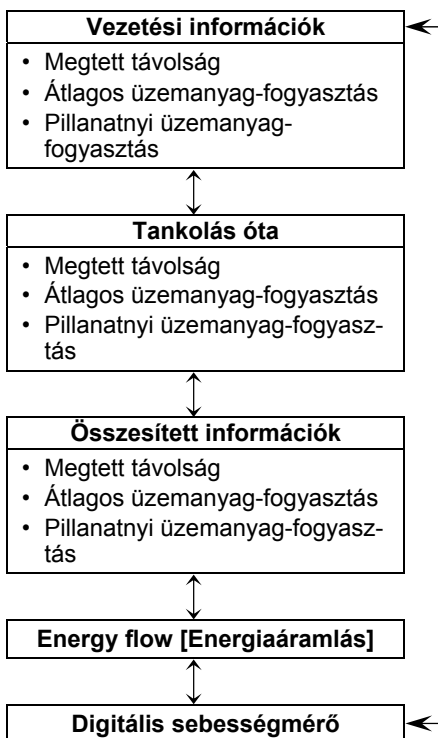 Vezetési információk
• Megtett távolság
• Átlagos üzemanyag-fogyasztás
• Pillanatnyi üzemanyag-
fogyasztás
Tankolás óta
• Megtett távolság
• Átlagos üzemanyag-fogyasztás
• Pillanatnyi üzemanyag-fogyasz-
tás
Összesített információk
• Megtett távolság
• Átlagos üzemanyag-fogyasztás
• Pillanatnyi üzemanyag-fogyasz-
tás
Energy flow [Energiaáramlás]
Digitális sebességmérő